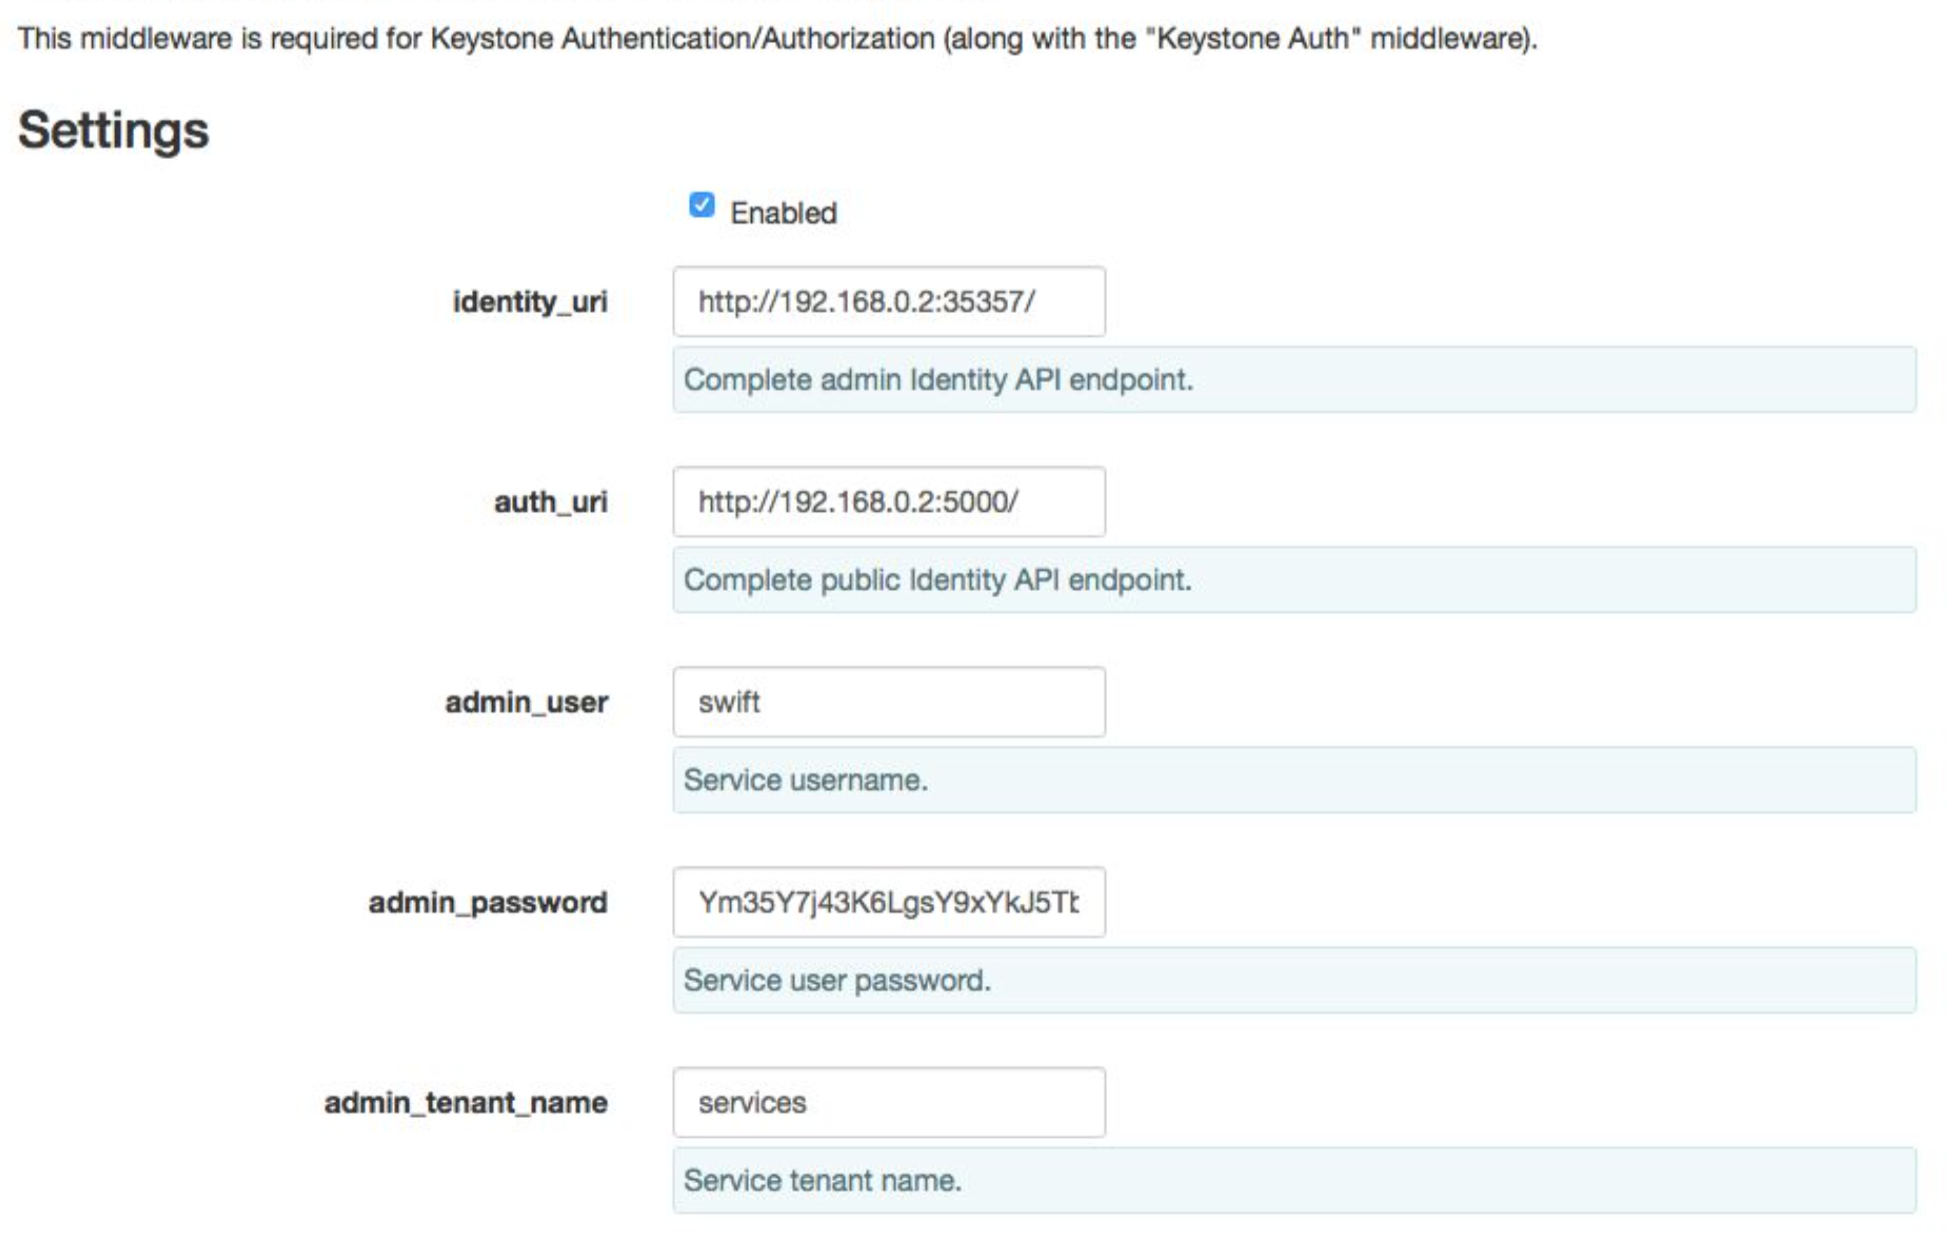 This middleware is required for Keystone Authentication/Authorization (along with the "Keystone Auth" middleware).
Settings
Enabled
identity_uri
http://192.168.0.2:35357/
Complete admin Identity API endpoint.
auth_uri
http://192.168.0.2:5000/
Complete public Identity API endpoint.
admin_user
swift
Service username.
admin_password
Ym35Y7j43K6LgsY9xYkJ5Tb
Service user password.
admin_tenant_name
services
Service tenant name.